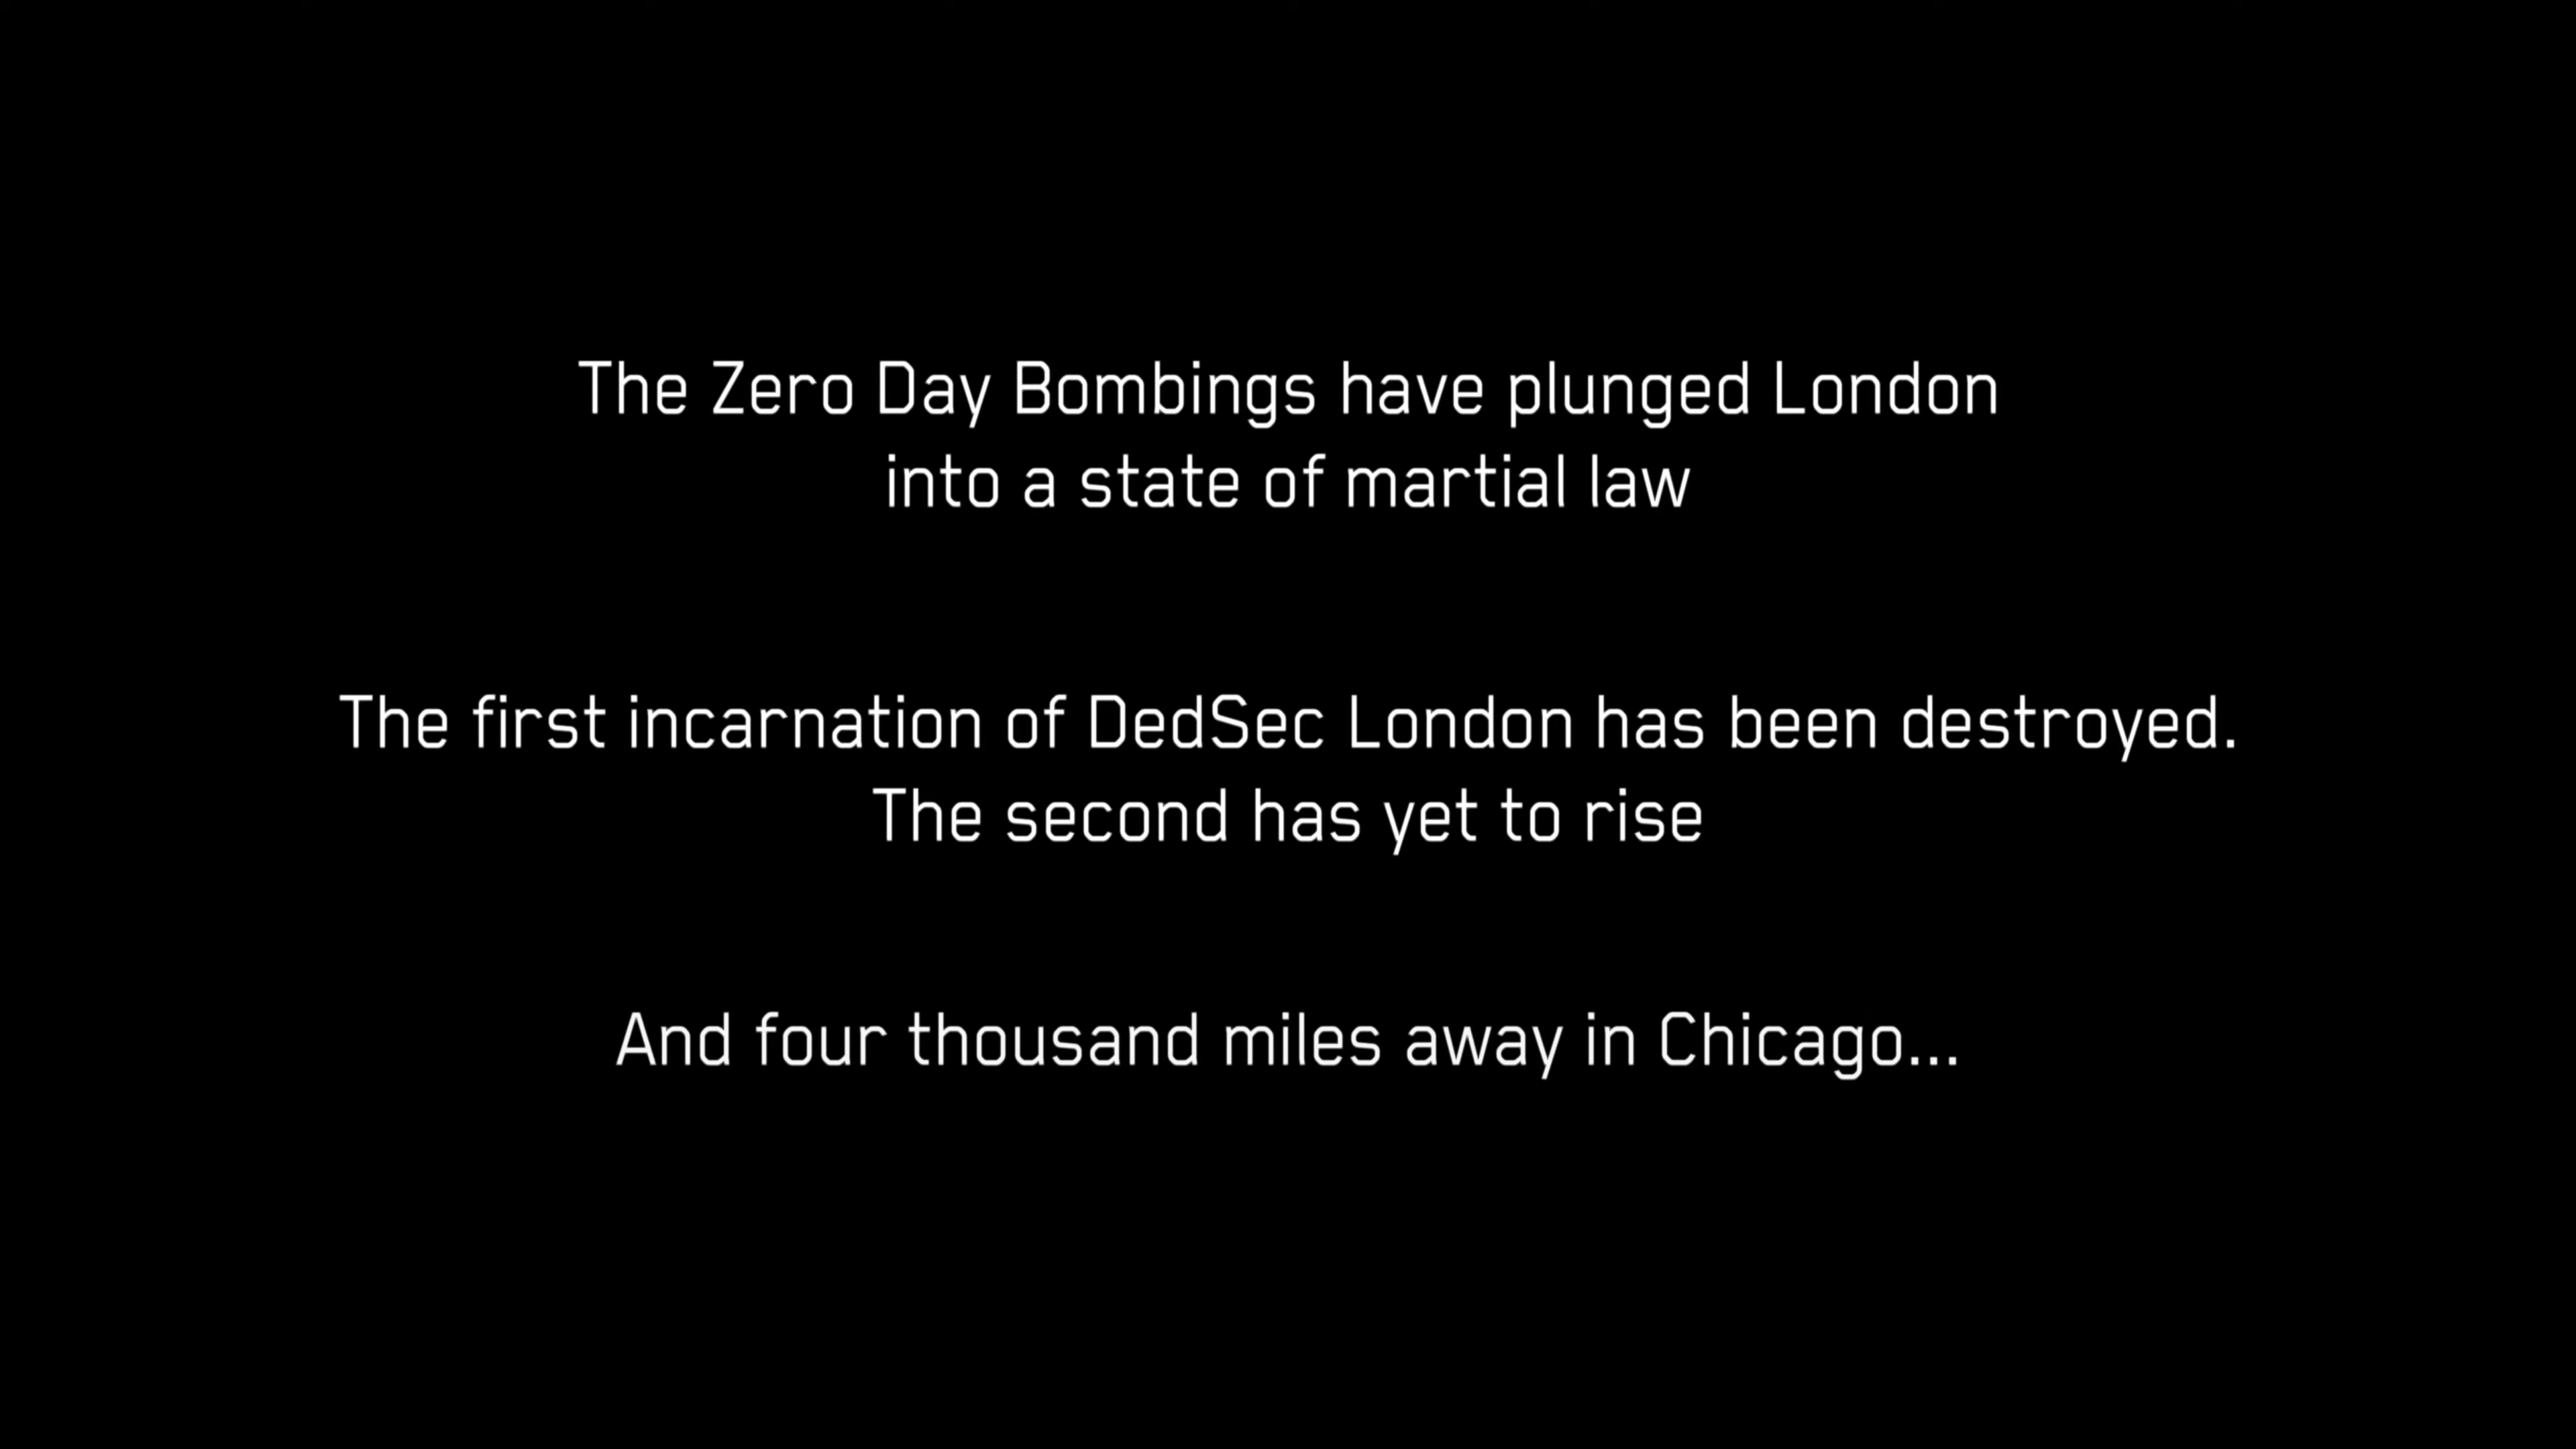 The Zero Day Bombings have plunged London
into a state of martial law
The first incarnation of DedSec London has been destroyed.
The second has yet to rise
And four thousand miles away in Chicago...